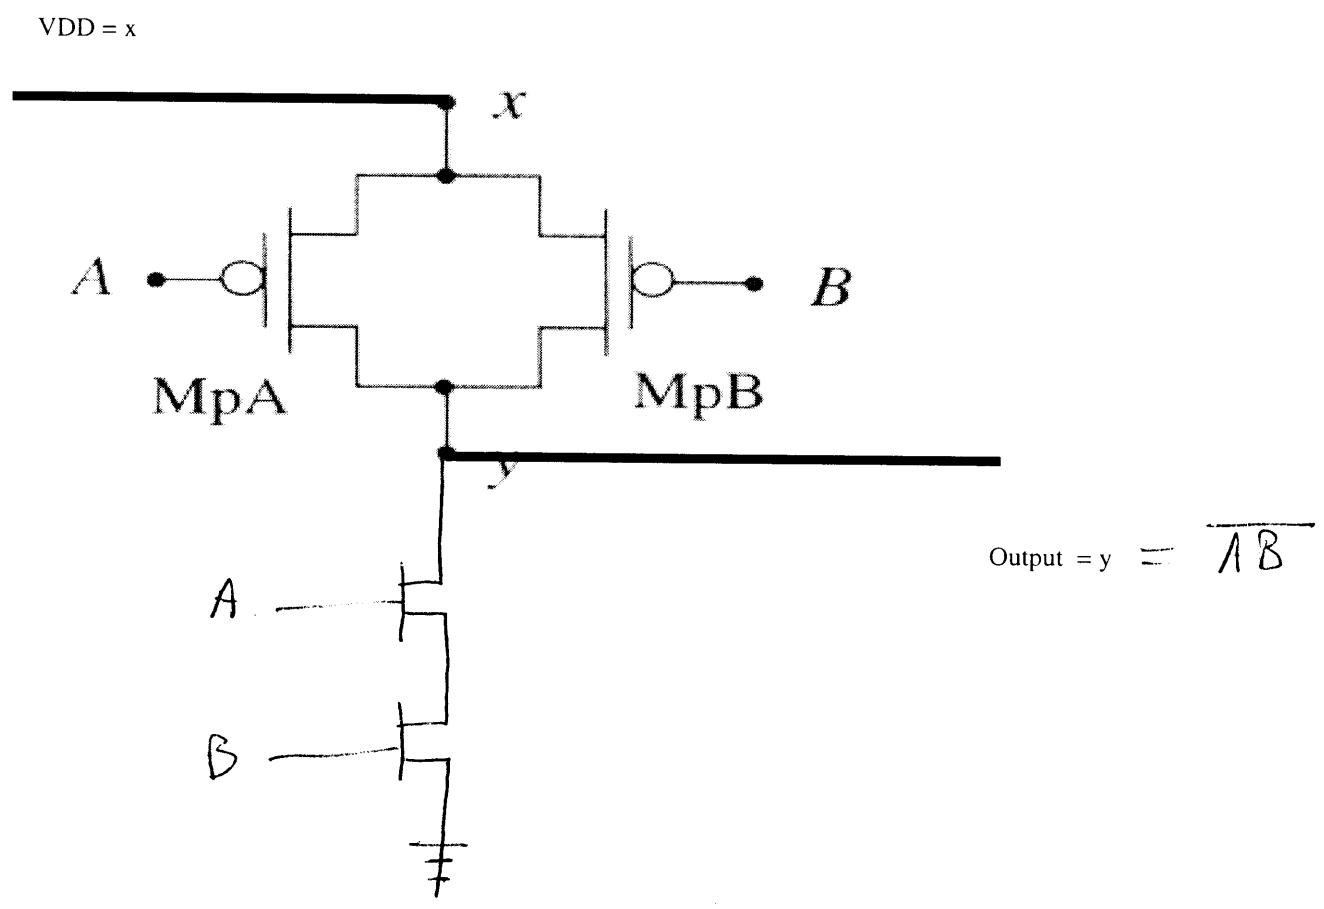 VDD = x
x
A
B
MpA
MpB
y
Output = y = \overline{AB}
A
B